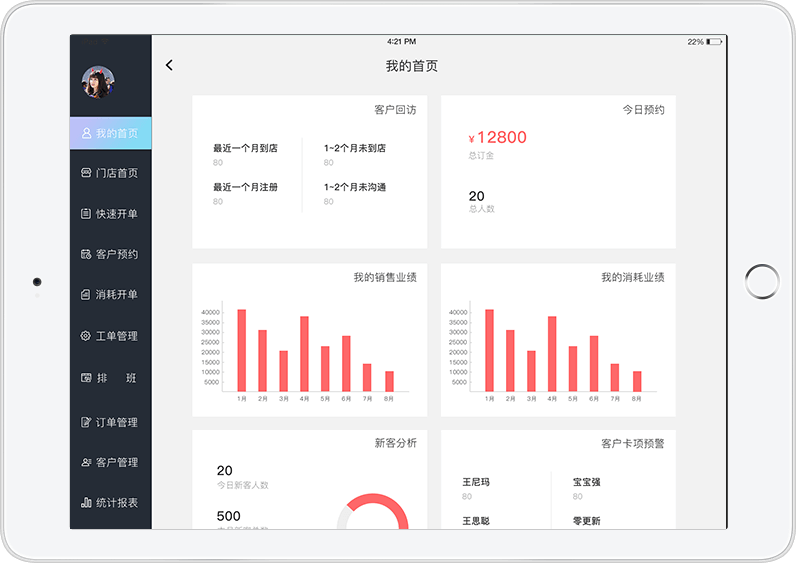 4:21 PM
22%
我的首页
我的首页
门店首页
快速开单
客户预约
消耗开单
工单管理
排 班
订单管理
客户管理
统计报表
客户回访
最近一个月到店
80
1~2个月未到店
80
最近一个月注册
80
1~2个月未沟通
80
今日预约
¥12800
总订金
20
总人数
我的销售业绩
40000
35000
30000
25000
20000
15000
10000
5000
1月 2月 3月 4月 5月 6月 7月 8月
我的消耗业绩
40000
35000
30000
25000
20000
15000
10000
5000
1月 2月 3月 4月 5月 6月 7月 8月
新客分析
20
今日新客人数
500
客户卡项预警
王尼玛
80
宝宝强
80
王思聪
零更新